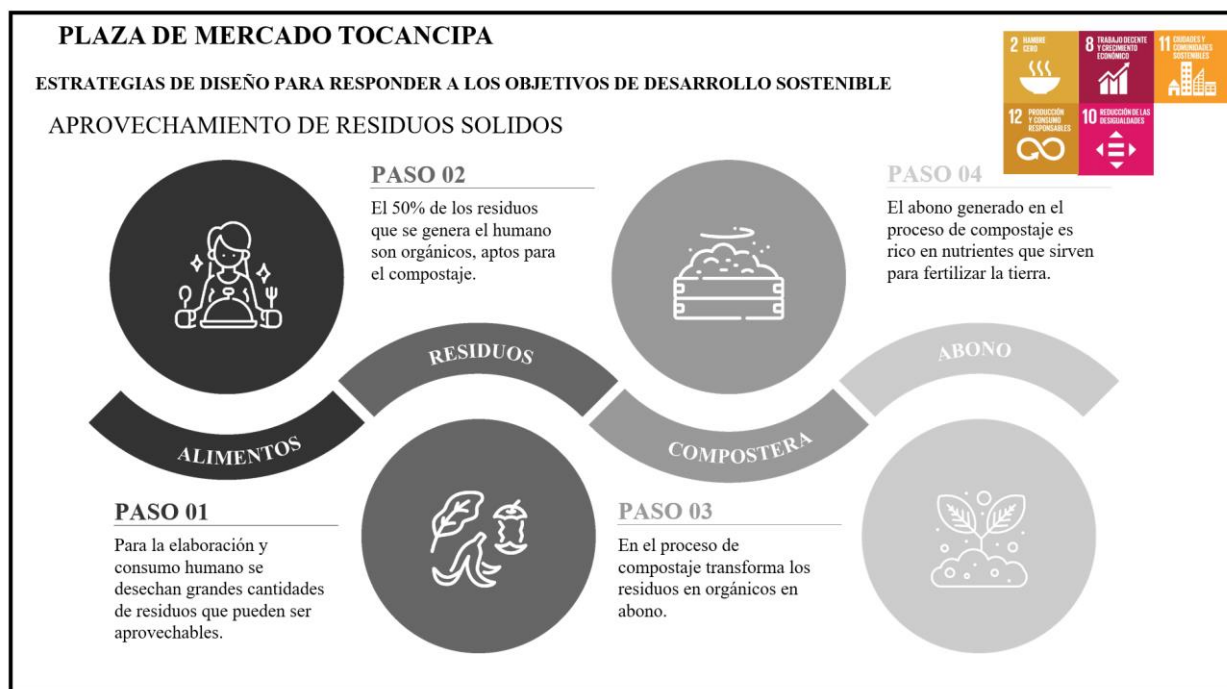 PLAZA DE MERCADO TOCANCIPA
ESTRATEGIAS DE DISEÑO PARA RESPONDER A LOS OBJETIVOS DE DESARROLLO SOSTENIBLE
APROVECHAMIENTO DE RESIDUOS SOLIDOS
2 HAMBRE
CERO
8 TRABAJO DECENTE
Y CRECIMIENTO
ECONÓMICO
11 CIUDADES Y
COMUNIDADES
SOSTENIBLES
12 PRODUCCIÓN
Y CONSUMO
RESPONSABLES
10 REDUCCIÓN DE LAS
DESIGUALDADES
ALIMENTOS
PASO 01
Para la elaboración y
consumo humano se
desechan grandes cantidades
de residuos que pueden ser
aprovechables.
PASO 02
El 50% de los residuos
que se genera el humano
son orgánicos, aptos para
el compostaje.
RESIDUOS
COMPOSTERA
PASO 03
En el proceso de
compostaje transforma los
residuos en orgánicos en
abono.
PASO 04
El abono generado en el
proceso de compostaje es
rico en nutrientes que sirven
para fertilizar la tierra.
ABONO